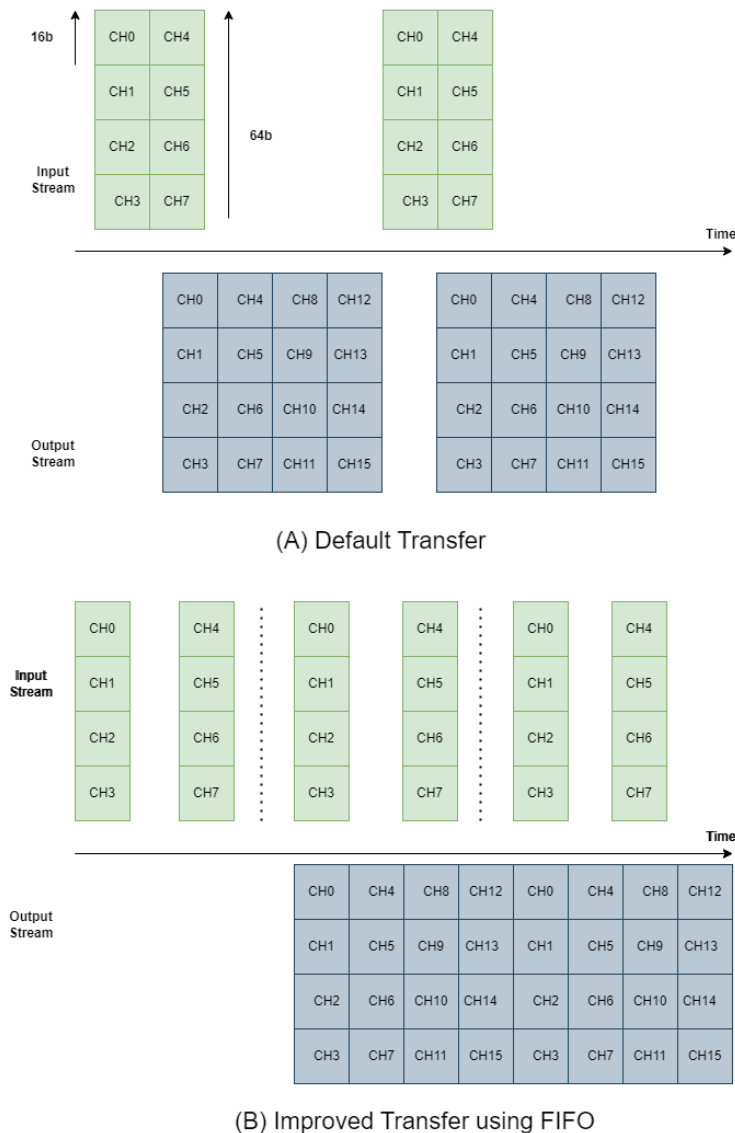 16b
CH0 CH4 CH0 CH4
CH1 CH5 CH1 CH5
64b
CH2 CH6 CH2 CH6
Input
Stream
CH3 CH7 CH3 CH7
Time
CH0 CH4 CH8 CH12 CH0 CH4 CH8 CH12
CH1 CH5 CH9 CH13 CH1 CH5 CH9 CH13
CH2 CH6 CH10 CH14 CH2 CH6 CH10 CH14
Output
Stream
CH3 CH7 CH11 CH15 CH3 CH7 CH11 CH15
(A) Default Transfer
CH0 CH4 CH0 CH4 CH0 CH4
Input
Stream
CH1 CH5 CH1 CH5 CH1 CH5
CH2 CH6 CH2 CH6 CH2 CH6
CH3 CH7 CH3 CH7 CH3 CH7
Time
CH0 CH4 CH8 CH12 CH0 CH4 CH8 CH12
Output
Stream
CH1 CH5 CH9 CH13 CH1 CH5 CH9 CH13
CH2 CH6 CH10 CH14 CH2 CH6 CH10 CH14
CH3 CH7 CH11 CH15 CH3 CH7 CH11 CH15
(B) Improved Transfer using FIFO